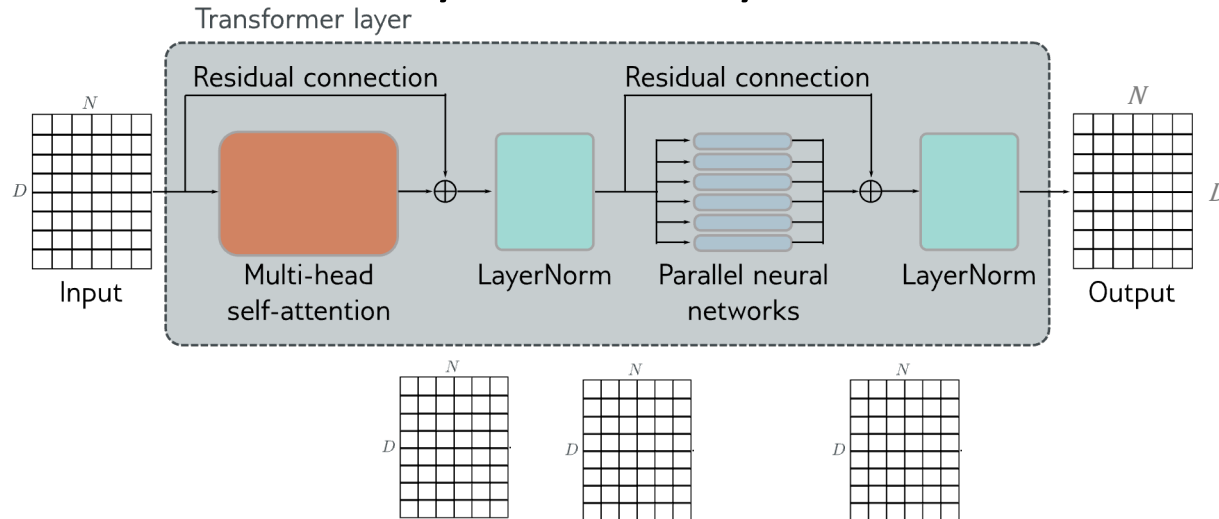 Transformer layer
Residual connection
Residual connection
N
N
D
Multi-head
self-attention
LayerNorm
Parallel neural
networks
LayerNorm
Input
Output
N
N
N
D
D
D